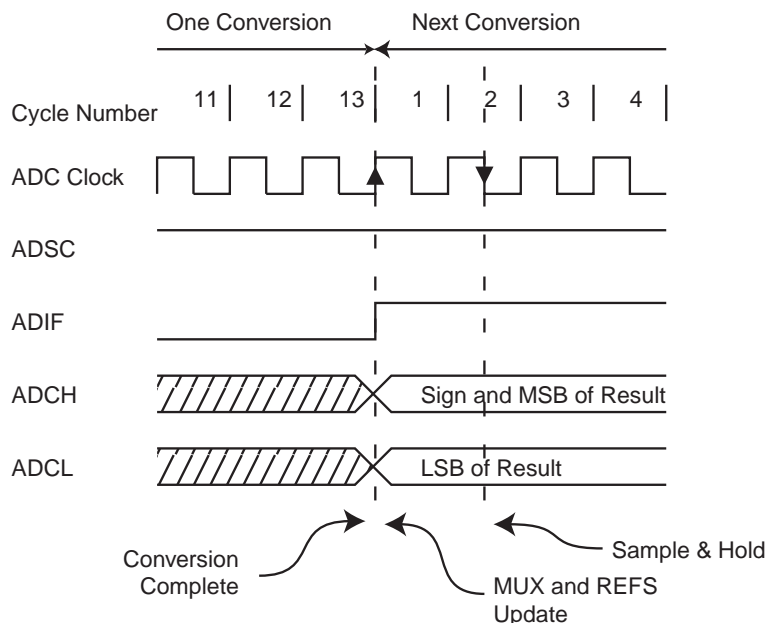 One Conversion Next Conversion
Cycle Number 11 12 13 1 2 3 4
ADC Clock
ADSC
ADIF
ADCH Sign and MSB of Result
ADCL LSB of Result
Conversion
Complete
MUX and REFS
Update
Sample & Hold